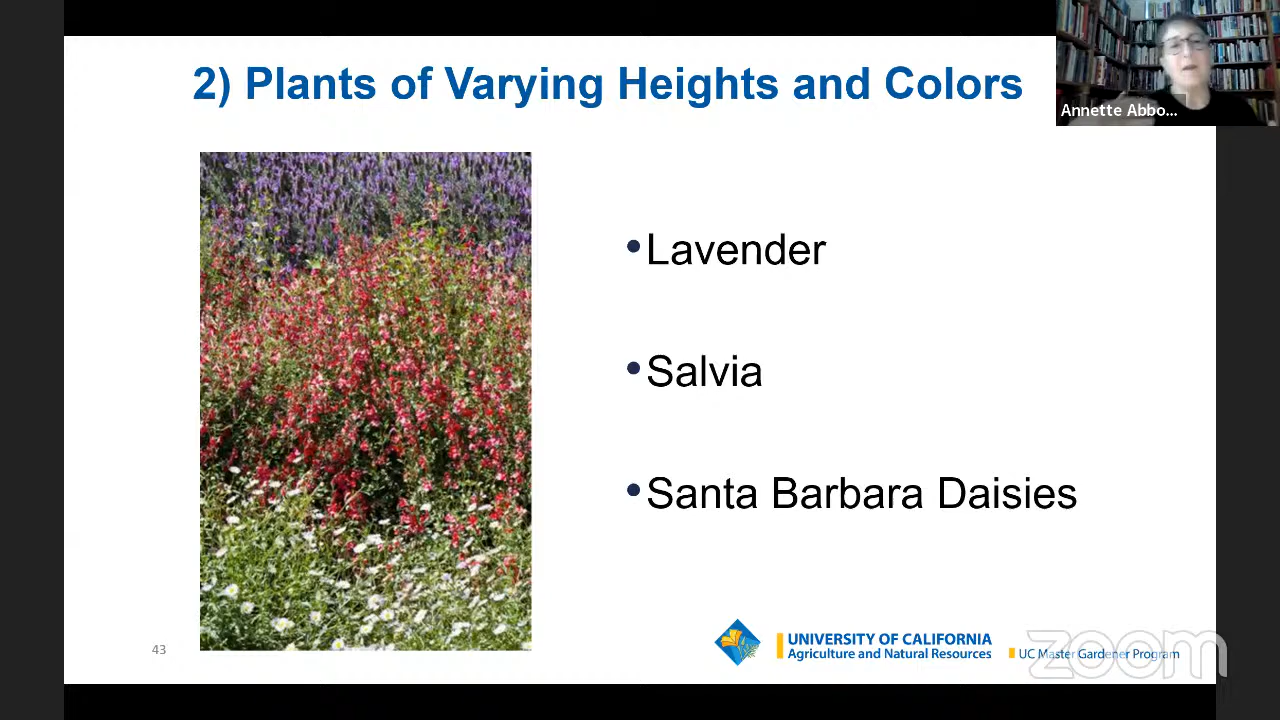 2) Plants of Varying Heights and Colors
Annette Abbo...
•Lavender
•Salvia
•Santa Barbara Daisies
43
UNIVERSITY OF CALIFORNIA
Agriculture and Natural Resources
UC Master Gardener Program
zoom